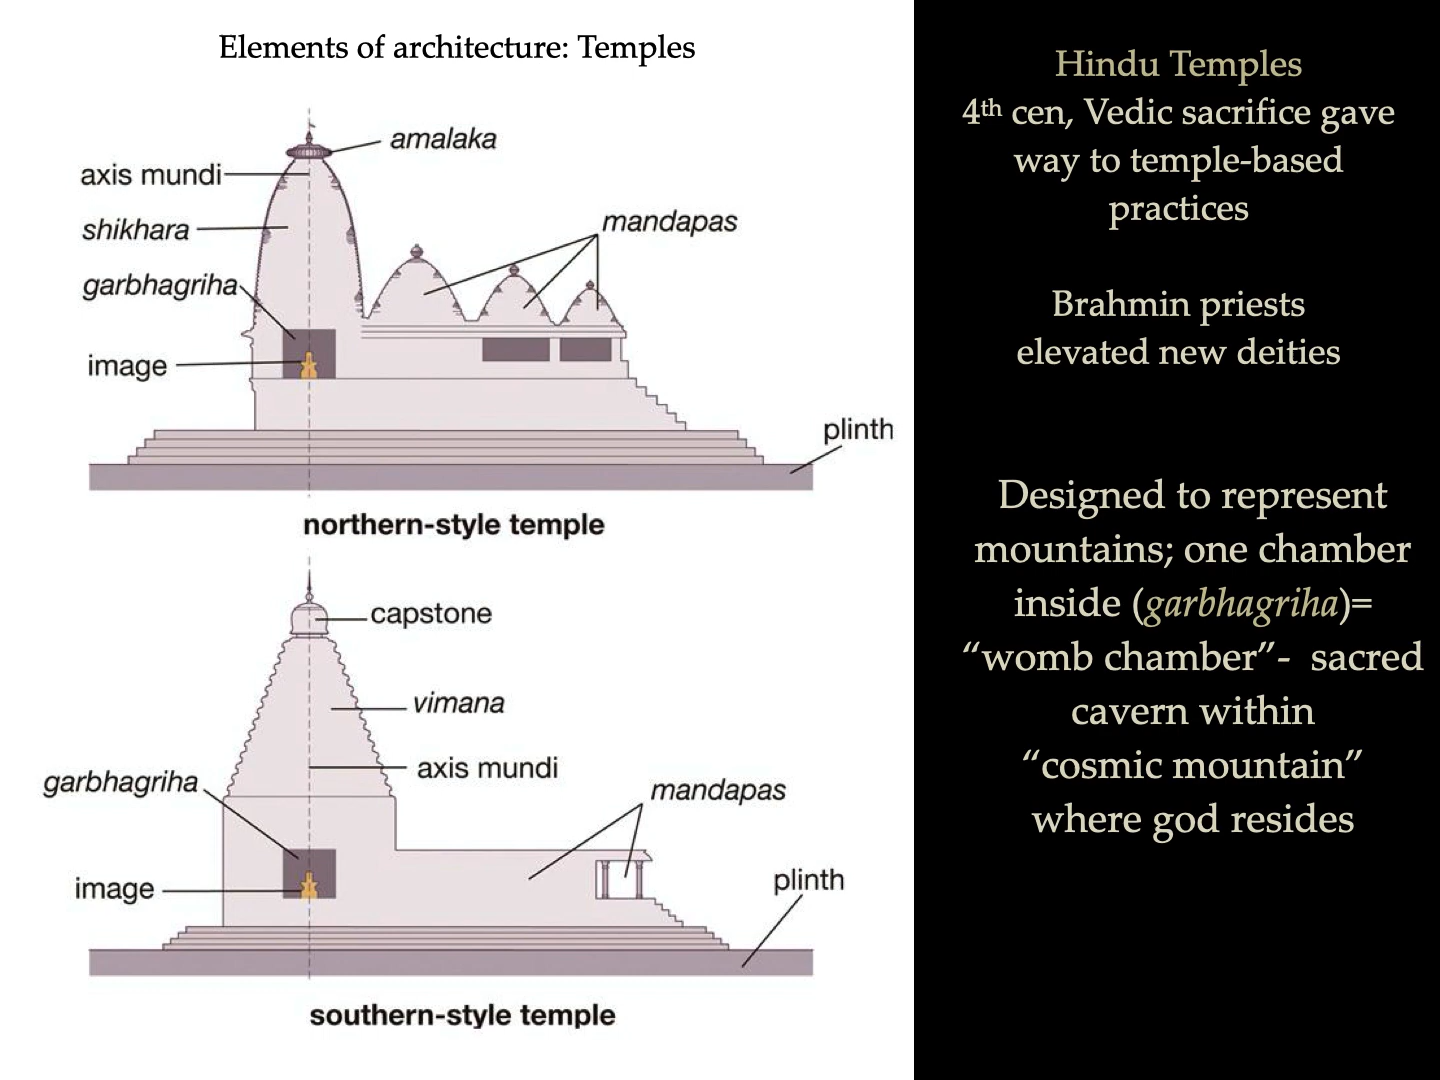 Elements of architecture: Temples
amalaka
axis mundi
shikhara
mandapas
garbhagriha
image
plinth
northern-style temple
capstone
vimana
axis mundi
garbhagriha
mandapas
image
plinth
southern-style temple
Hindu Temples
4th cen, Vedic sacrifice gave
way to temple-based
practices
Brahmin priests
elevated new deities
Designed to represent
mountains; one chamber
inside (garbhagriha)=
“womb chamber”- sacred
cavern within
“cosmic mountain”
where god resides